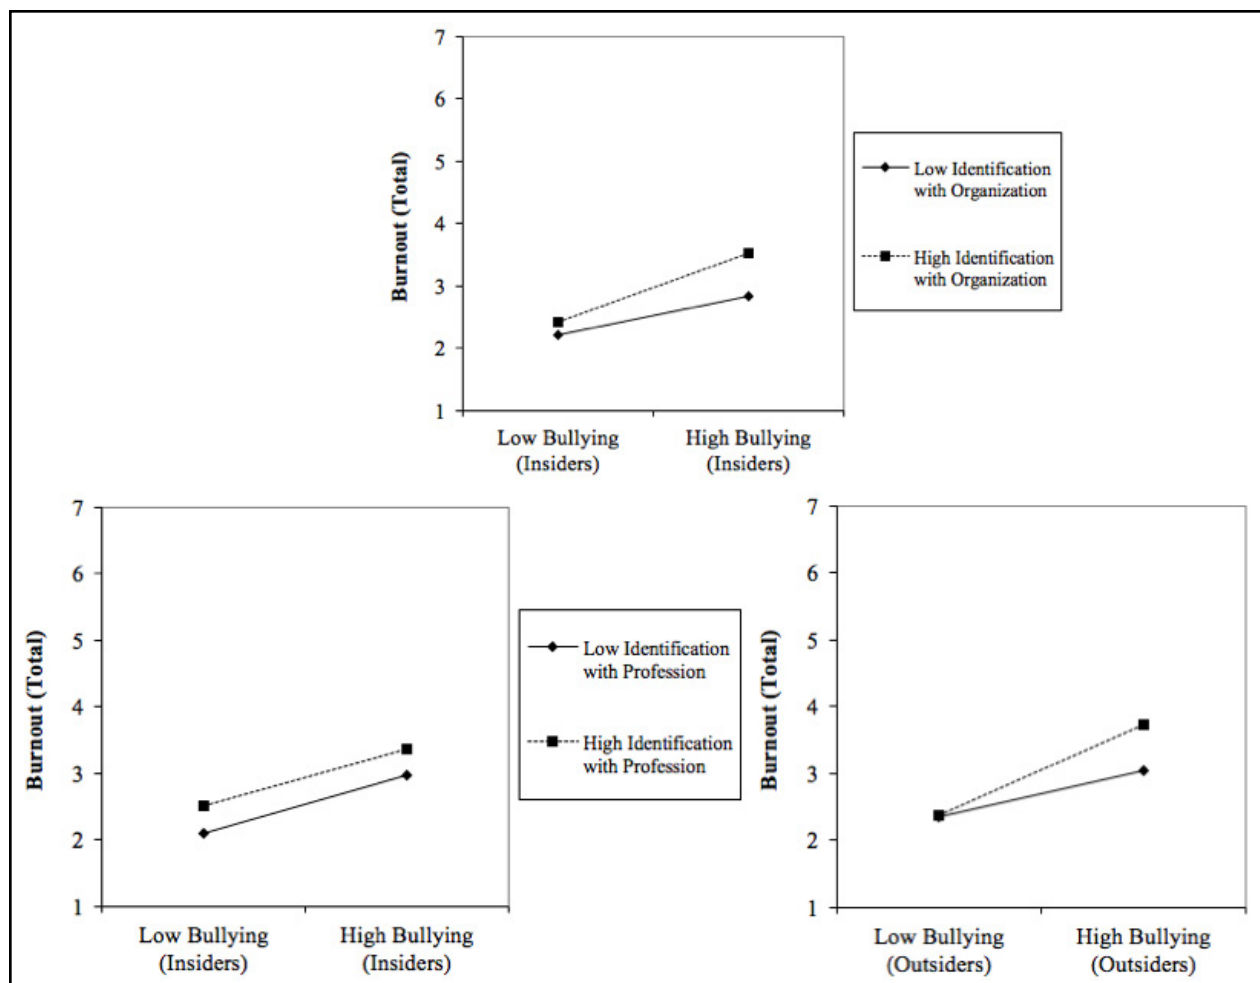 7
6
5
4
3
2
1
Burnout (Total)
Low Bullying
(Insiders)
High Bullying
(Insiders)
Low Identification
with Organization
High Identification
with Organization
7
6
5
4
3
2
1
Burnout (Total)
Low Bullying
(Insiders)
High Bullying
(Insiders)
Low Identification
with Profession
High Identification
with Profession
7
6
5
4
3
2
1
Burnout (Total)
Low Bullying
(Outsiders)
High Bullying
(Outsiders)